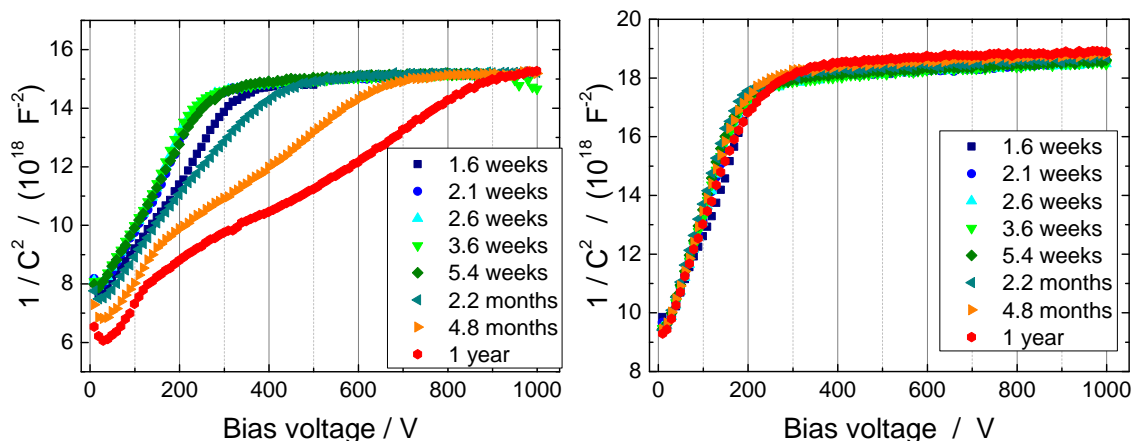 16
14
12
10
8
6
1 / C² / (10¹⁸ F⁻²)
0 200 400 600 800 1000
Bias voltage / V
1.6 weeks
2.1 weeks
2.6 weeks
3.6 weeks
5.4 weeks
2.2 months
4.8 months
1 year
20
18
16
14
12
10
8
1 / C² / (10¹⁸ F⁻²)
0 200 400 600 800 1000
Bias voltage / V
1.6 weeks
2.1 weeks
2.6 weeks
3.6 weeks
5.4 weeks
2.2 months
4.8 months
1 year